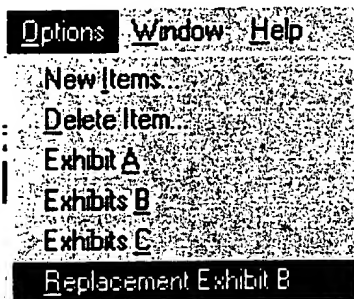 Options Window Help
New Items...
Delete Item...
Exhibit A
Exhibits B
Exhibits C
Replacement Exhibit B